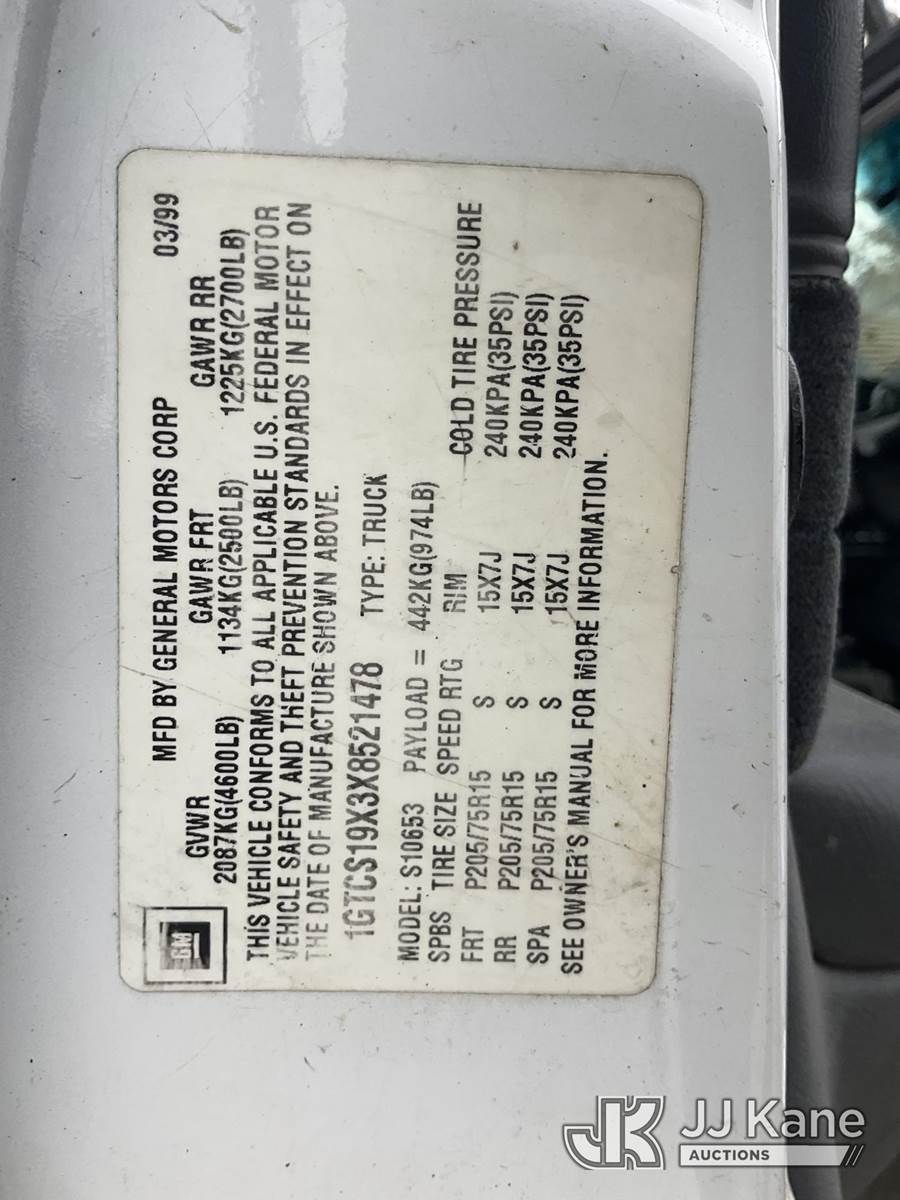 GM
MFD BY GENERAL MOTORS CORP 03/99
GVWR GAWR FRT GAWR RR
2087KG(4600LB) 1134KG(2500LB) 1225KG(2700LB)
THIS VEHICLE CONFORMS TO ALL APPLICABLE U.S. FEDERAL MOTOR
VEHICLE SAFETY AND THEFT PREVENTION STANDARDS IN EFFECT ON
THE DATE OF MANUFACTURE SHOWN ABOVE.
1GTCS19X3X8521478 TYPE: TRUCK
MODEL: S10653 PAYLOAD = 442KG(974LB)
SPBS TIRE SIZE SPEED RTG RIM COLD TIRE PRESSURE
FRT P205/75R15 S 15X7J 240KPA(35PSI)
RR P205/75R15 S 15X7J 240KPA(35PSI)
SPA P205/75R15 S 15X7J 240KPA(35PSI)
SEE OWNER'S MANUAL FOR MORE INFORMATION.
JK JJ Kane
AUCTIONS